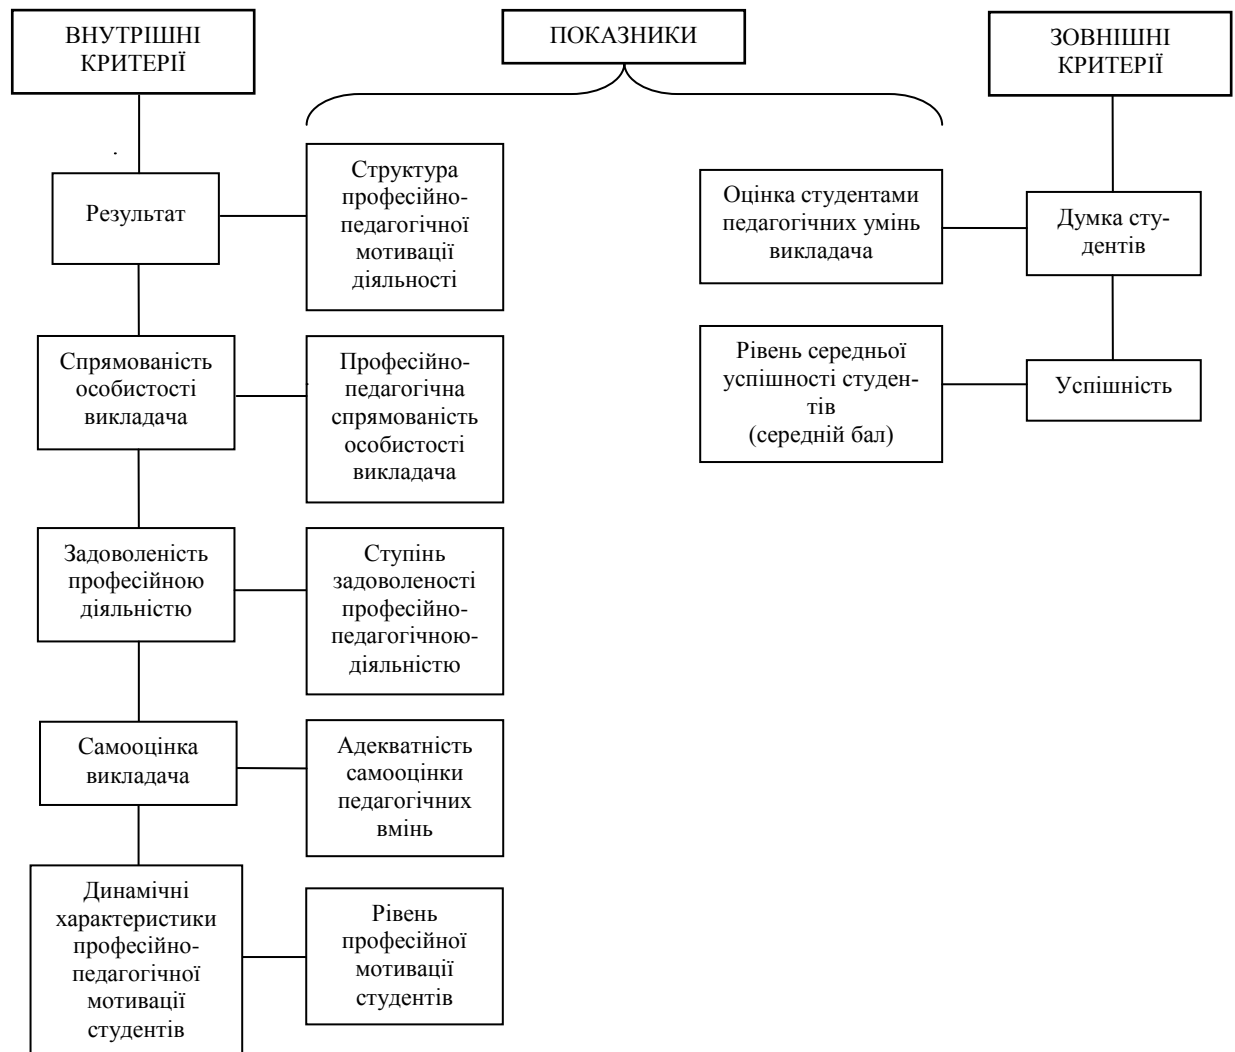 ВНУТРІШНІ
КРИТЕРІЇ
ПОКАЗНИКИ
ЗОВНІШНІ
КРИТЕРІЇ
Результат
Структура
професійно-
педагогічної
мотивації
діяльності
Оцінка студентами
педагогічних умінь
викладача
Думка сту-
дентів
Спрямованість
особистості
викладача
Професійно-
педагогічна
спрямованість
особистості
викладача
Рівень середньої
успішності студен-
тів
(середній бал)
Успішність
Задоволеність
професійною
діяльністю
Ступінь
задоволеності
професійно-
педагогічною-
діяльністю
Самооцінка
викладача
Адекватність
самооцінки
педагогічних
вмінь
Динамічні
характеристики
професійно-
педагогічної
мотивації
студентів
Рівень
професійної
мотивації
студентів